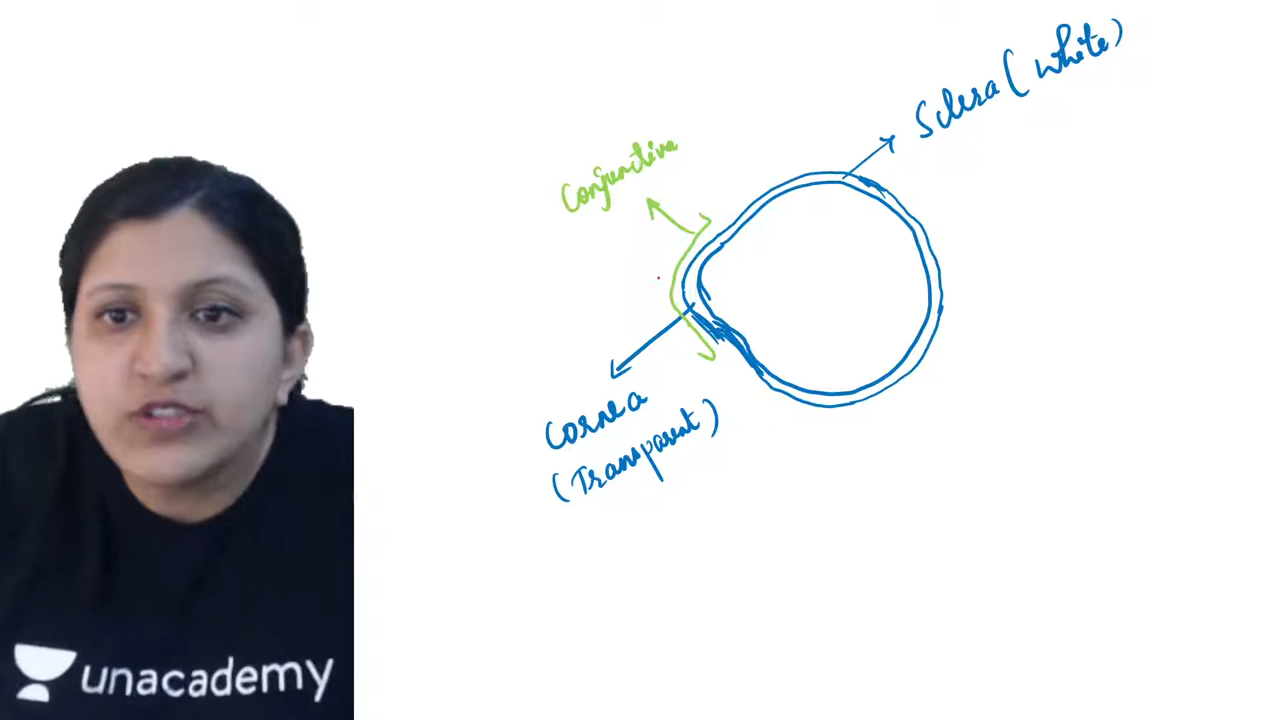 Sclera (White)
Conjunctiva
Cornea
(Transparent)
unacademy